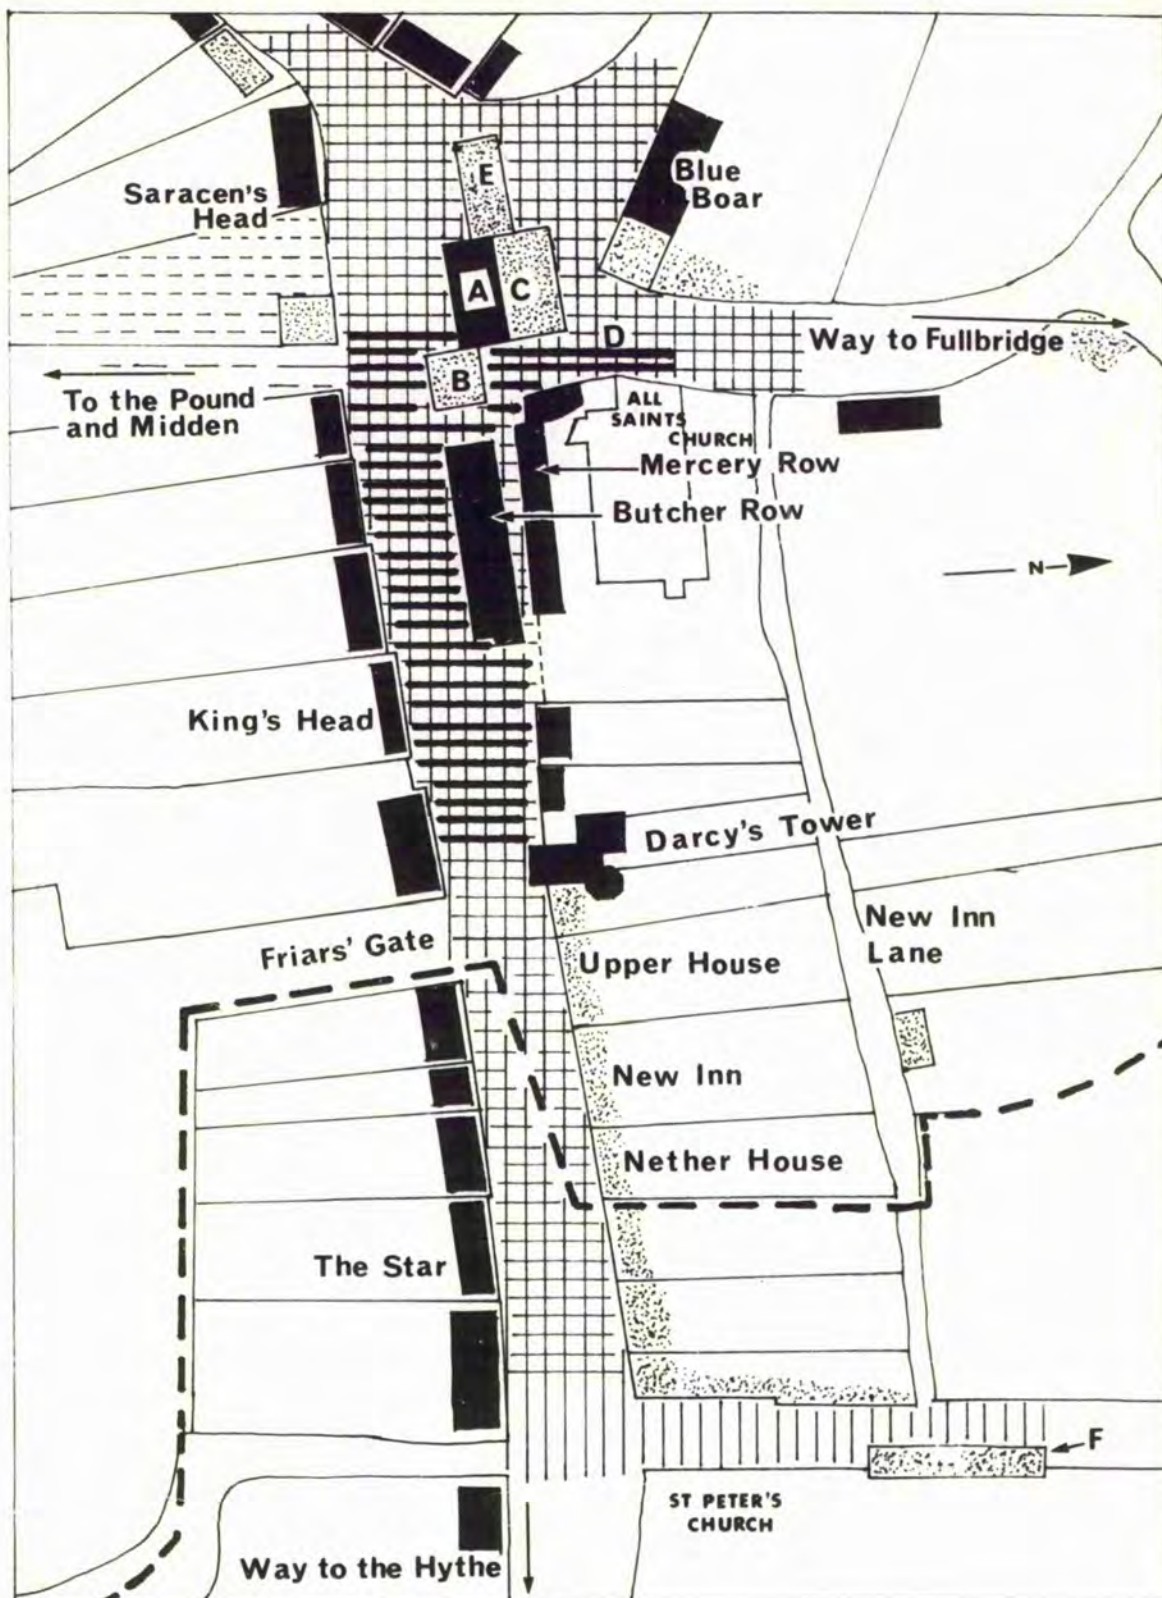 E
Blue
Boar
Saracen's
Head
A
C
D
Way to Fullbridge
B
To the Pound
and Midden
ALL
SAINTS
CHURCH
Mercery Row
Butcher Row
N
King's Head
Darcy's Tower
New Inn
Lane
Friars' Gate
Upper House
New Inn
Nether House
The Star
F
ST PETER'S
CHURCH
Way to the Hythe